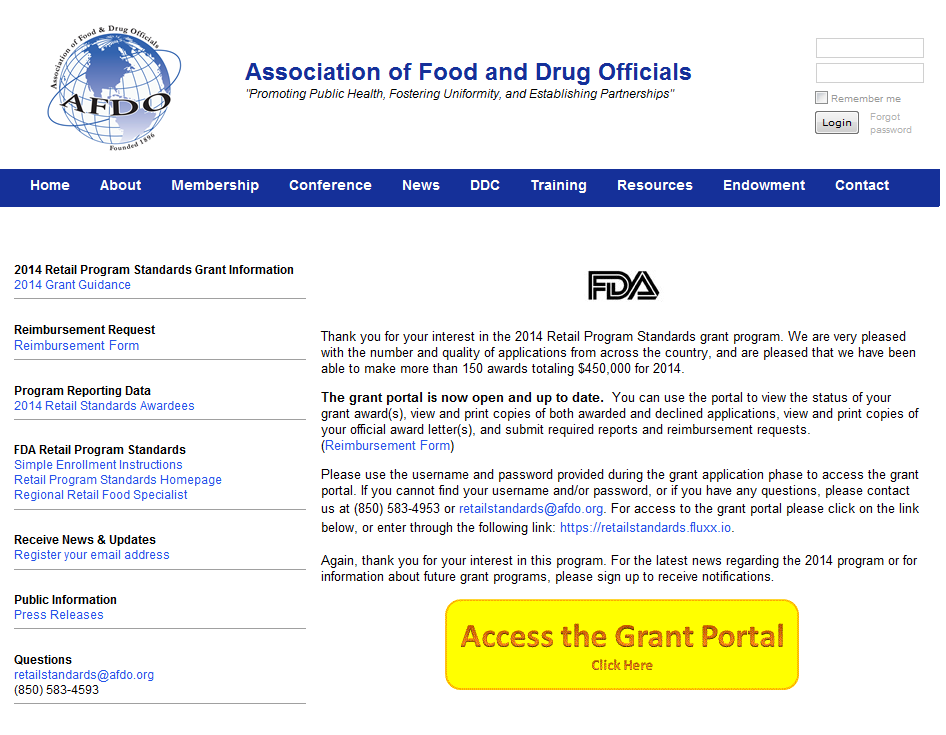 Association of Food & Drug Officials
AFDO
Founded 1896
Association of Food and Drug Officials
"Promoting Public Health, Fostering Uniformity, and Establishing Partnerships"
Remember me
Login
Forgot
password
Home About Membership Conference News DDC Training Resources Endowment Contact
2014 Retail Program Standards Grant Information
2014 Grant Guidance
Reimbursement Request
Reimbursement Form
Program Reporting Data
2014 Retail Standards Awardees
FDA Retail Program Standards
Simple Enrollment Instructions
Retail Program Standards Homepage
Regional Retail Food Specialist
Receive News & Updates
Register your email address
Public Information
Press Releases
Questions
retailstandards@afdo.org
(850) 583-4593
FDA
Thank you for your interest in the 2014 Retail Program Standards grant program. We are very pleased
with the number and quality of applications from across the country, and are pleased that we have been
able to make more than 150 awards totaling $450,000 for 2014.
The grant portal is now open and up to date. You can use the portal to view the status of your
grant award(s), view and print copies of both awarded and declined applications, view and print copies of
your official award letter(s), and submit required reports and reimbursement requests.
(Reimbursement Form)
Please use the username and password provided during the grant application phase to access the grant
portal. If you cannot find your username and/or password, or if you have any questions, please contact
us at (850) 583-4953 or retailstandards@afdo.org. For access to the grant portal please click on the link
below, or enter through the following link: https://retailstandards.fluxx.io.
Again, thank you for your interest in this program. For the latest news regarding the 2014 program or for
information about future grant programs, please sign up to receive notifications.
Access the Grant Portal
Click Here